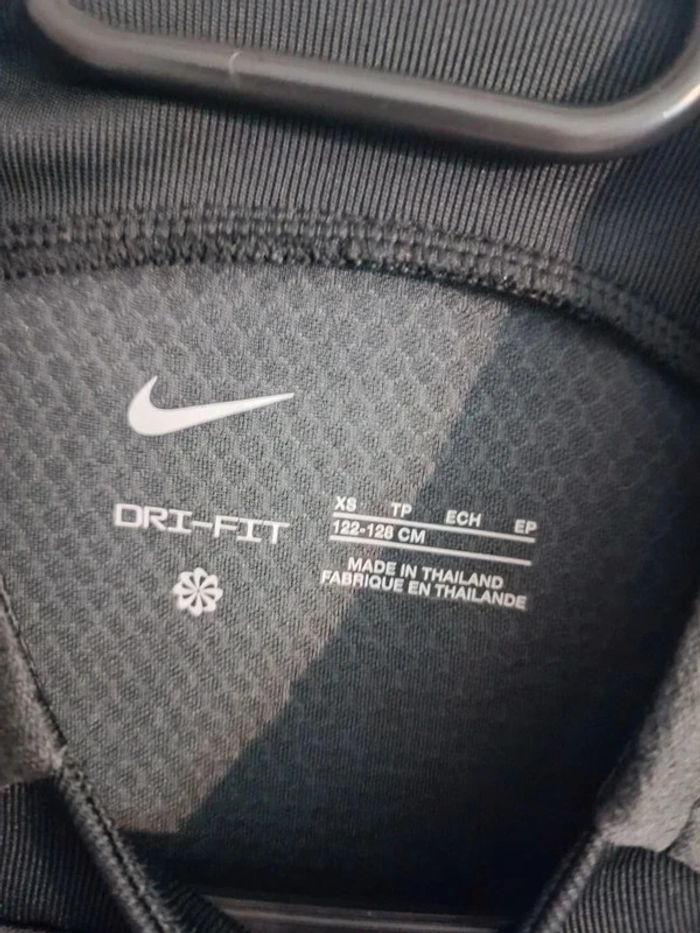 DRI-FIT
XS TP ECH EP
122-128 CM
MADE IN THAILAND
FABRIQUE EN THAILANDE